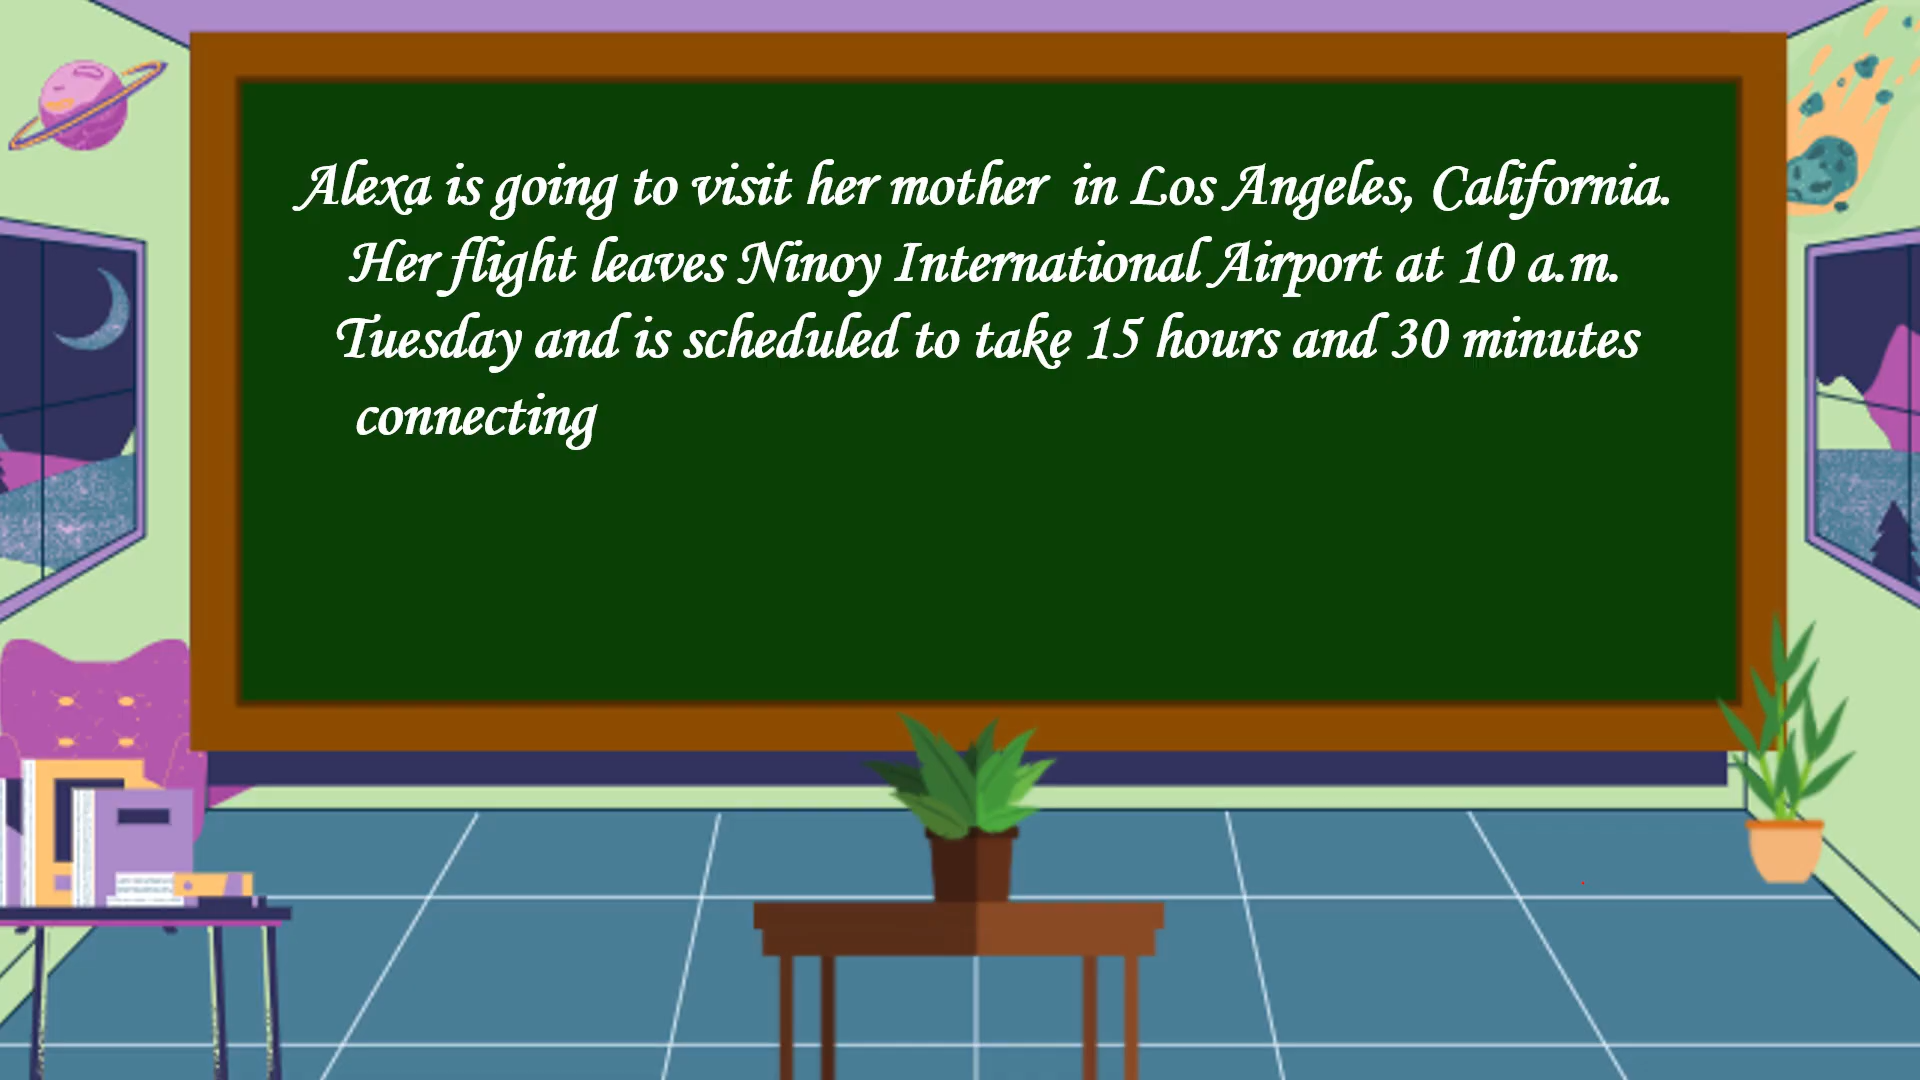 Alexa is going to visit her mother in Los Angeles, California.
Her flight leaves Ninoy International Airport at 10 a.m.
Tuesday and is scheduled to take 15 hours and 30 minutes
connecting